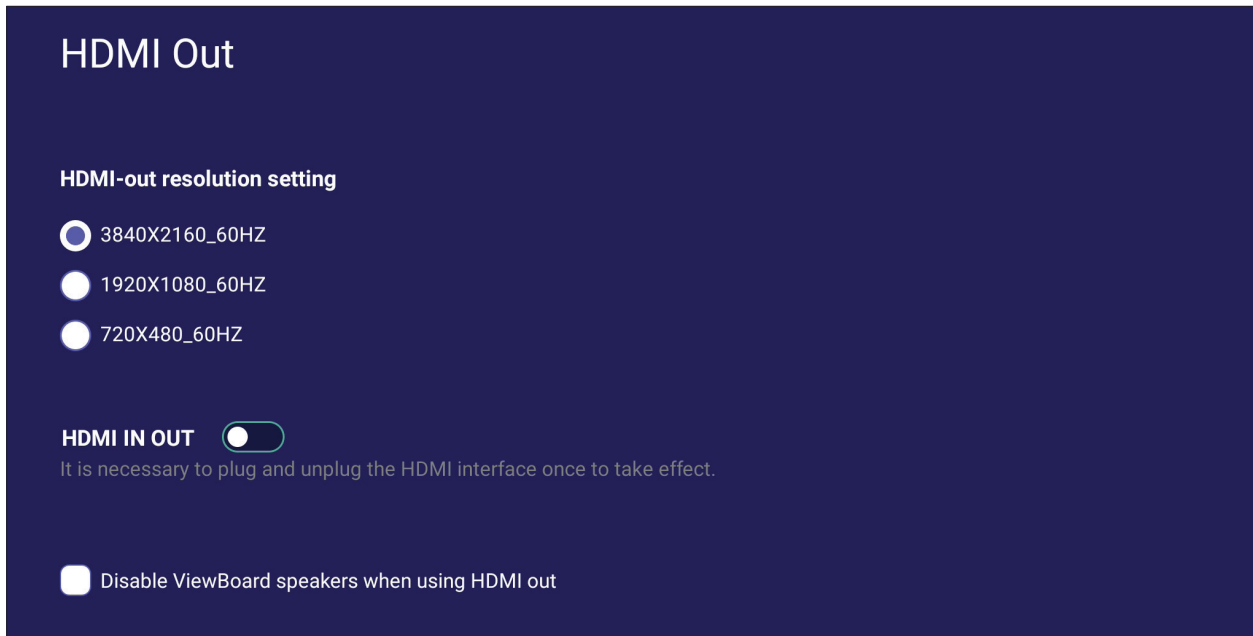 HDMI Out
HDMI-out resolution setting
3840X2160_60HZ
1920X1080_60HZ
720X480_60HZ
HDMI IN OUT
It is necessary to plug and unplug the HDMI interface once to take effect.
Disable ViewBoard speakers when using HDMI out